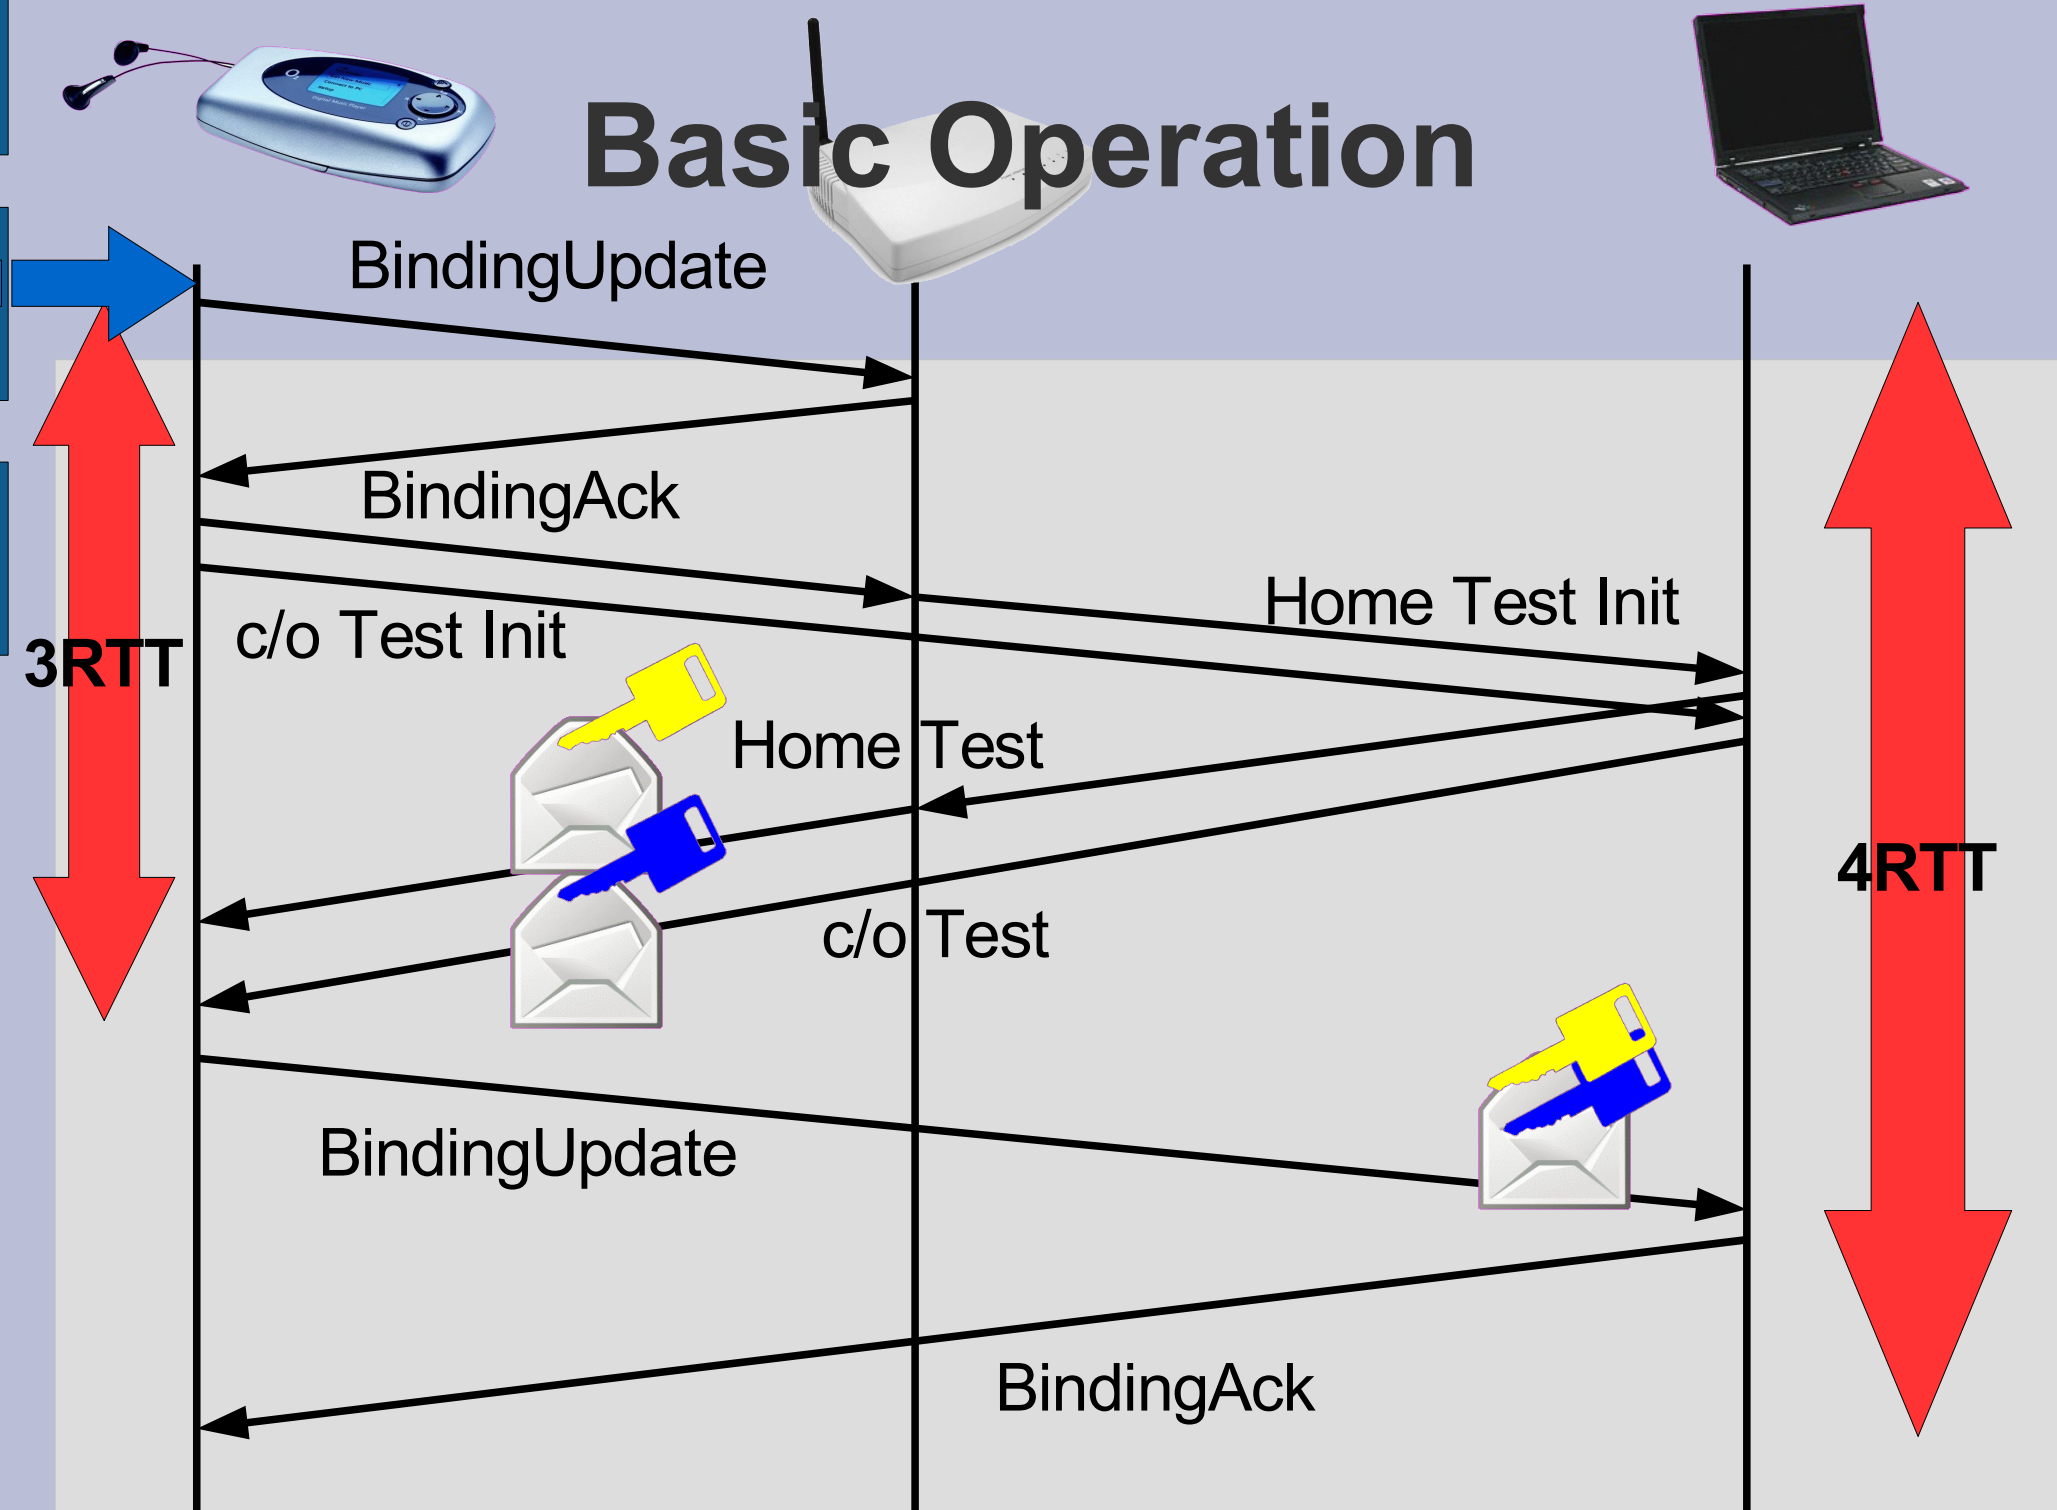 Basic Operation
BindingUpdate
BindingAck
Home Test Init
c/o Test Init
3RTT
Home Test
4RTT
c/o Test
BindingUpdate
BindingAck